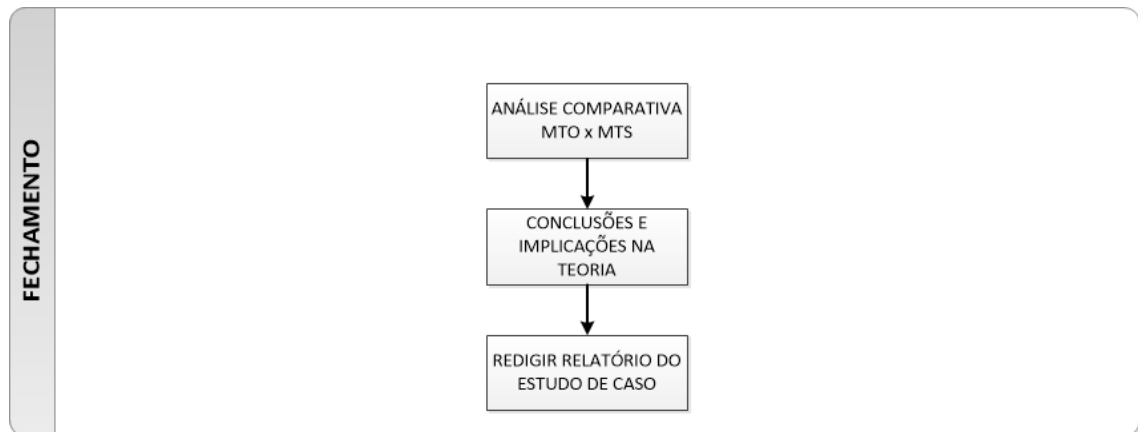 FECHAMENTO
ANÁLISE COMPARATIVA
MTO x MTS
CONCLUSÕES E
IMPLICAÇÕES NA
TEORIA
REDIGIR RELATÓRIO DO
ESTUDO DE CASO